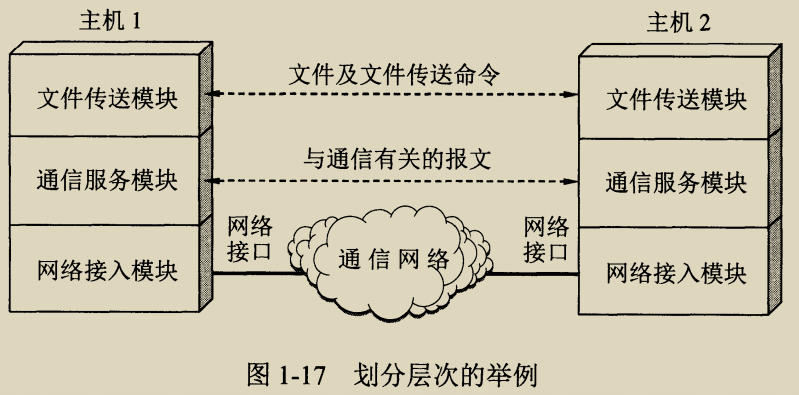 主机 1
主机 2
文件传送模块
文件及文件传送命令
文件传送模块
通信服务模块
与通信有关的报文
通信服务模块
网络
接口
通信网络
网络
接口
网络接入模块
网络接入模块
图 1-17 划分层次的举例